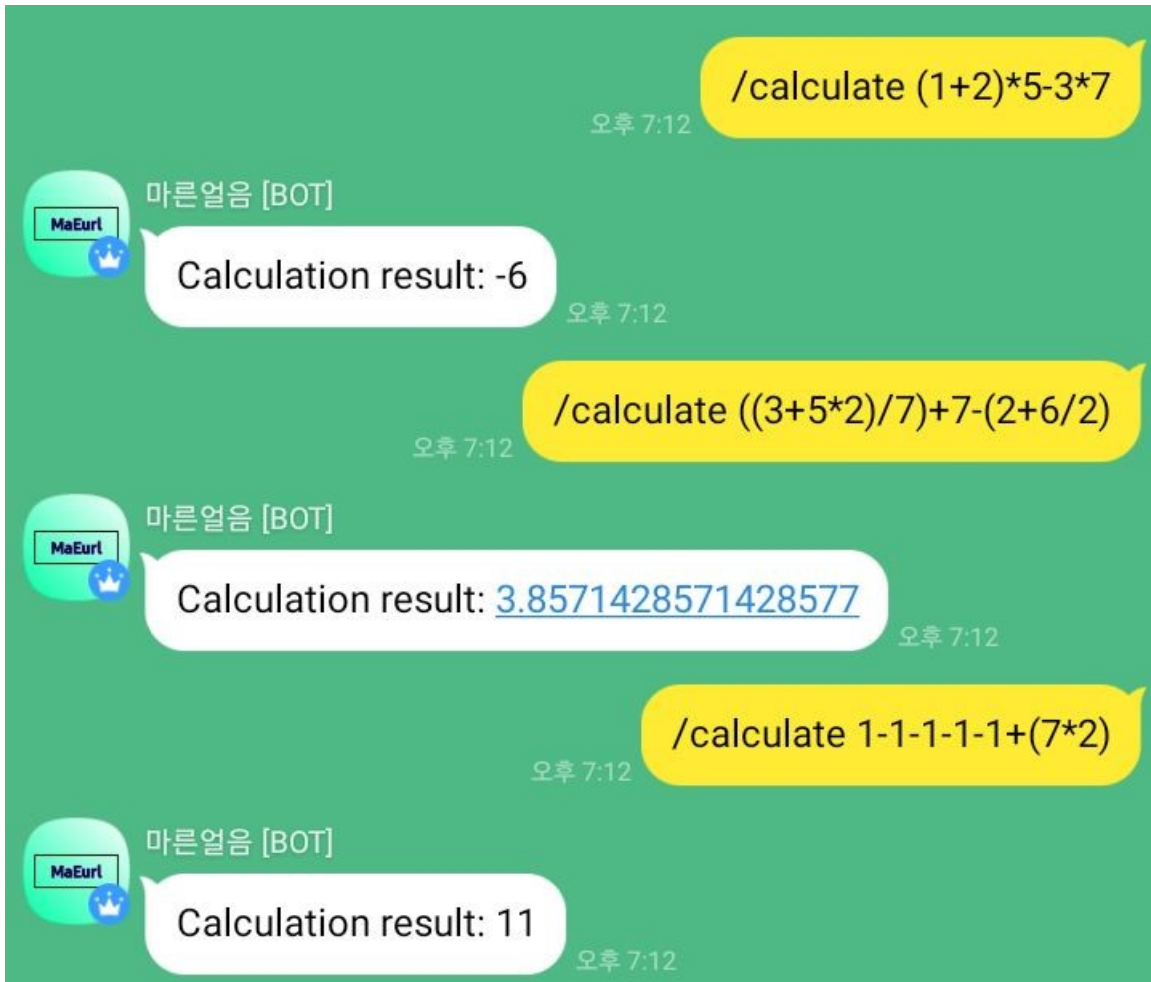 /calculate (1+2)*5-3*7
오후 7:12
마른얼음 [BOT]
MaEurl
Calculation result: -6
오후 7:12
/calculate ((3+5*2)/7)+7-(2+6/2)
오후 7:12
마른얼음 [BOT]
MaEurl
Calculation result: 3.8571428571428577
오후 7:12
/calculate 1-1-1-1-1+(7*2)
오후 7:12
마른얼음 [BOT]
MaEurl
Calculation result: 11
오후 7:12